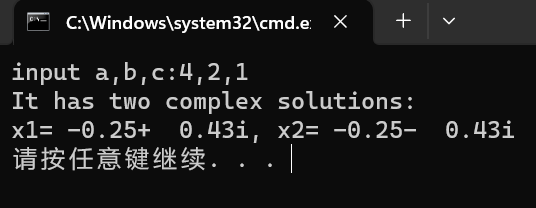 C:\Windows\system32\cmd.e
input a,b,c:4,2,1
It has two complex solutions:
x1= -0.25+  0.43i, x2= -0.25-  0.43i
请按任意键继续. . .